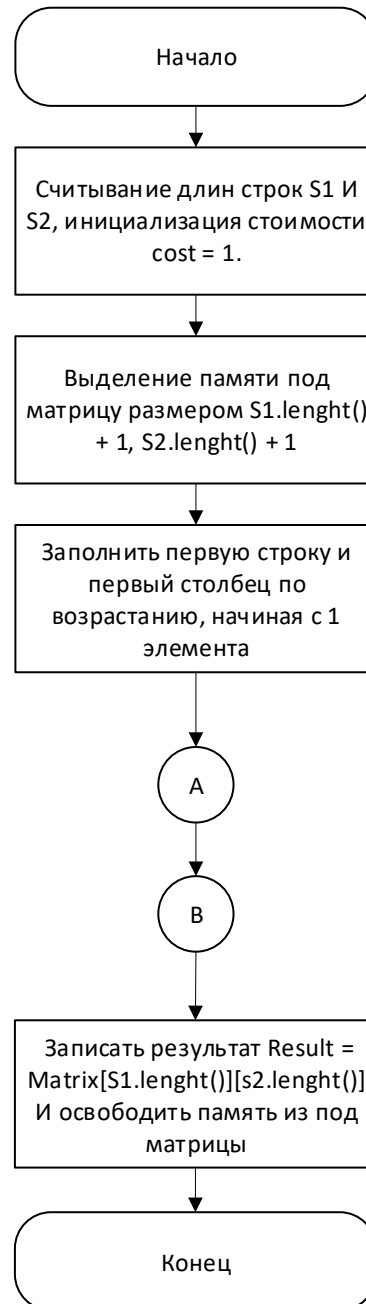 Начало
Считывание длин строк S1 И
S2, инициализация стоимости
cost = 1.
Выделение памяти под
матрицу размером S1.lenght()
+ 1, S2.lenght() + 1
Заполнить первую строку и
первый столбец по
возрастанию, начиная с 1
элемента
A
B
Записать результат Result =
Matrix[S1.lenght()][s2.lenght()]
И освободить память из под
матрицы
Конец